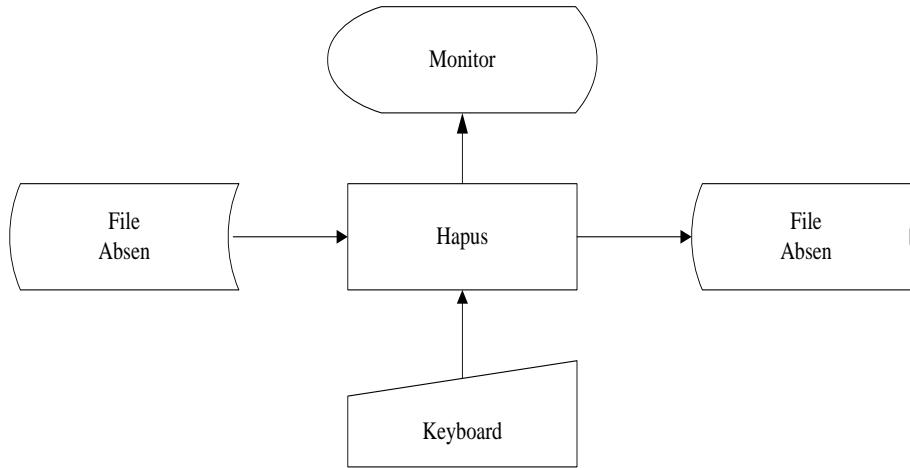 Monitor
File
Absen
Hapus
File
Absen
Keyboard